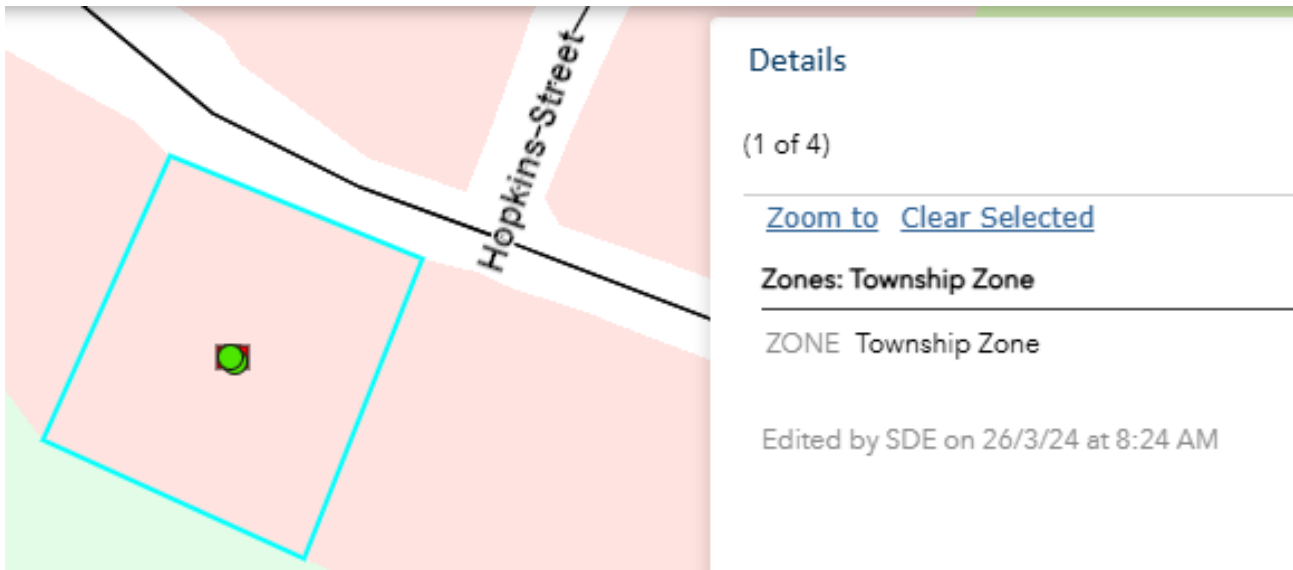 Hopkins-Street
Details
(1 of 4)
Zoom to Clear Selected
Zones: Township Zone
ZONE Township Zone
Edited by SDE on 26/3/24 at 8:24 AM